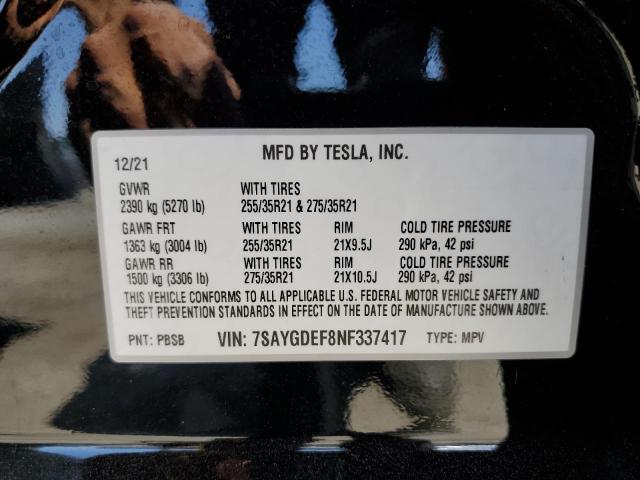 MFD BY TESLA, INC.
12/21
GVWR WITH TIRES
2390 kg (5270 lb) 255/35R21 & 275/35R21
GAWR FRT WITH TIRES RIM COLD TIRE PRESSURE
1363 kg (3004 lb) 255/35R21 21X9.5J 290 kPa, 42 psi
GAWR RR WITH TIRES RIM COLD TIRE PRESSURE
1500 kg (3306 lb) 275/35R21 21X10.5J 290 kPa, 42 psi
THIS VEHICLE CONFORMS TO ALL APPLICABLE U.S. FEDERAL MOTOR VEHICLE SAFETY AND
THEFT PREVENTION STANDARDS IN EFFECT ON THE DATE OF MANUFACTURE SHOWN ABOVE.
PNT: PBSB VIN: 7SAYGDEF8NF337417 TYPE: MPV